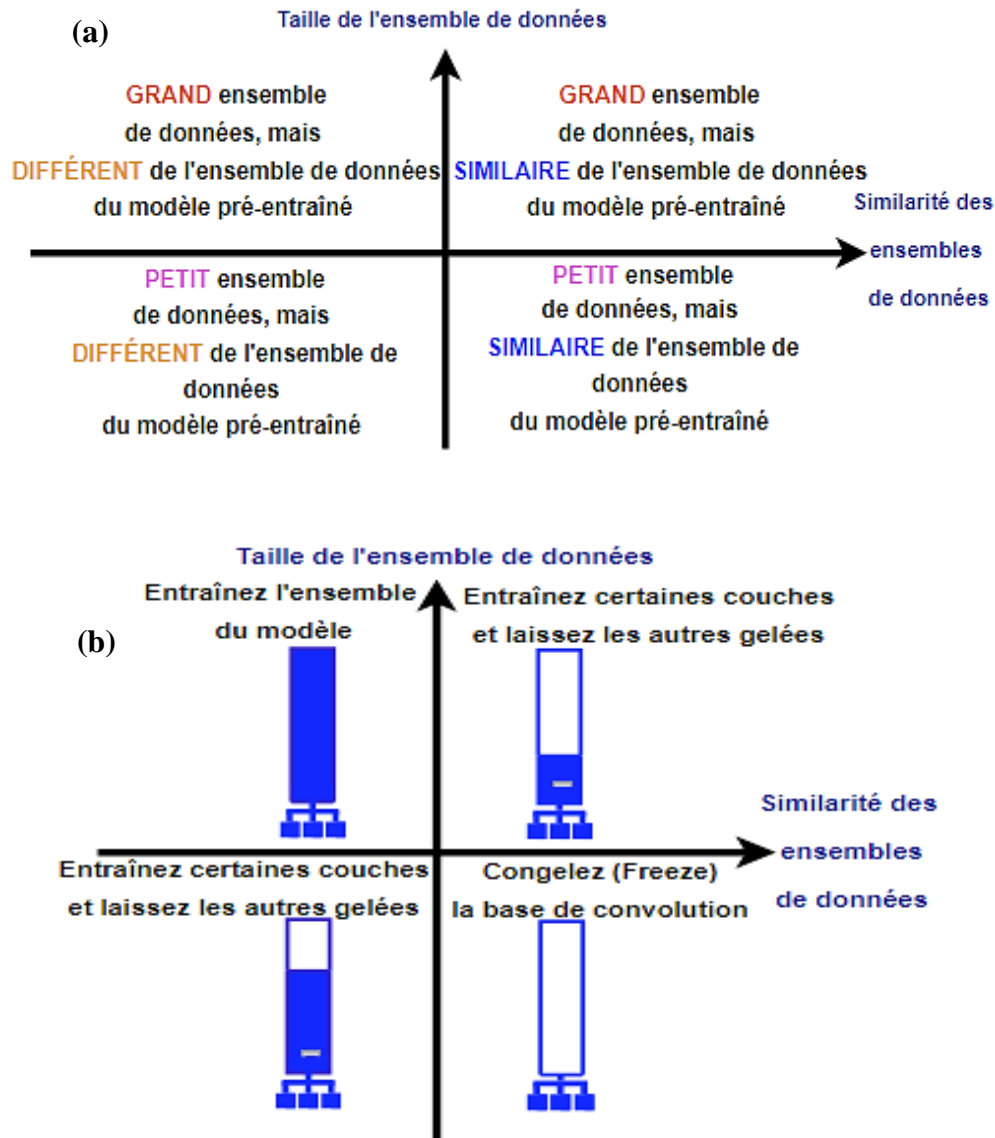 Taille de l'ensemble de données
(a)
GRAND ensemble
de données, mais
DIFFÉRENT de l'ensemble de données
du modèle pré-entraîné
GRAND ensemble
de données, mais
SIMILAIRE de l'ensemble de données
du modèle pré-entraîné
Similarité des
ensembles
de données
PETIT ensemble
de données, mais
DIFFÉRENT de l'ensemble de
données
du modèle pré-entraîné
PETIT ensemble
de données, mais
SIMILAIRE de l'ensemble de
données
du modèle pré-entraîné
Taille de l'ensemble de données
(b)
Entraînez l'ensemble
du modèle
Entraînez certaines couches
et laissez les autres gelées
Similarité des
ensembles
de données
Entraînez certaines couches
et laissez les autres gelées
Congelez (Freeze)
la base de convolution